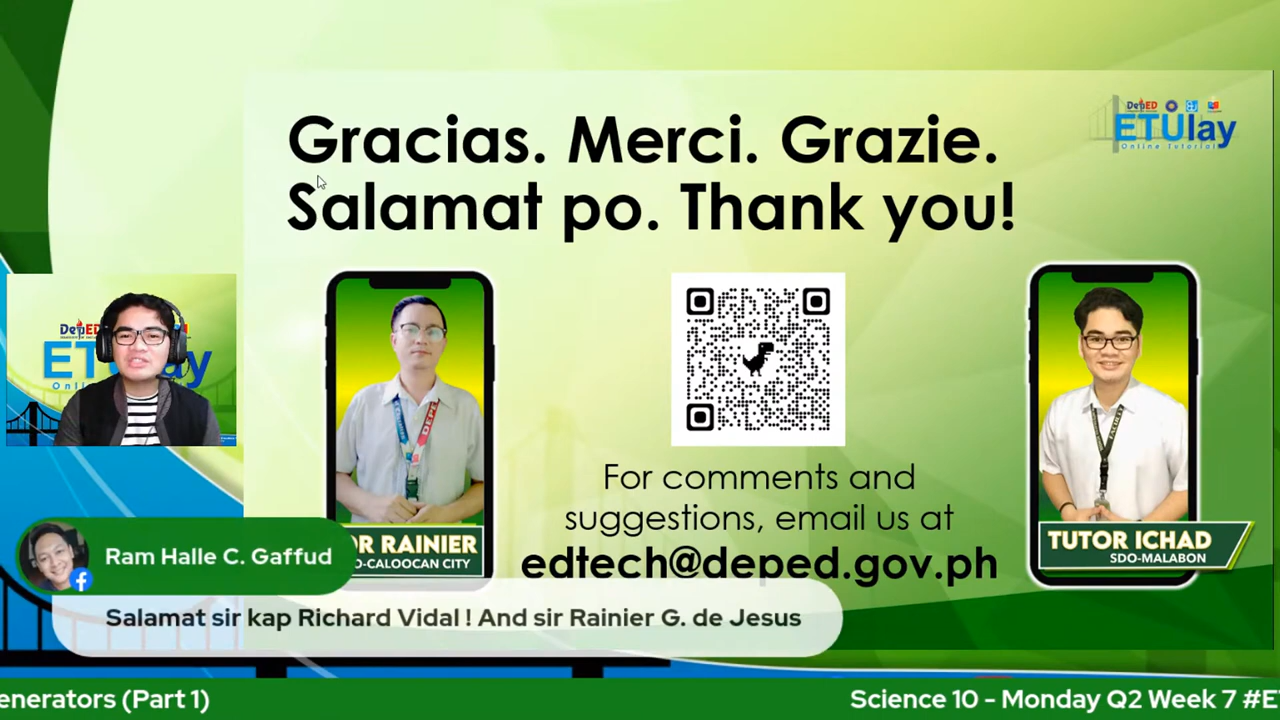 Gracias. Merci. Grazie.
Salamat po. Thank you!
DepED
ETUlay
Online Tutorial
For comments and
suggestions, email us at
edtech@deped.gov.ph
OR RAINIER
O-CALOOCAN CITY
TUTOR ICHAD
SDO-MALABON
Ram Halle C. Gaffud
Salamat sir kap Richard Vidal ! And sir Rainier G. de Jesus
enerators (Part 1)
Science 10 - Monday Q2 Week 7 #E